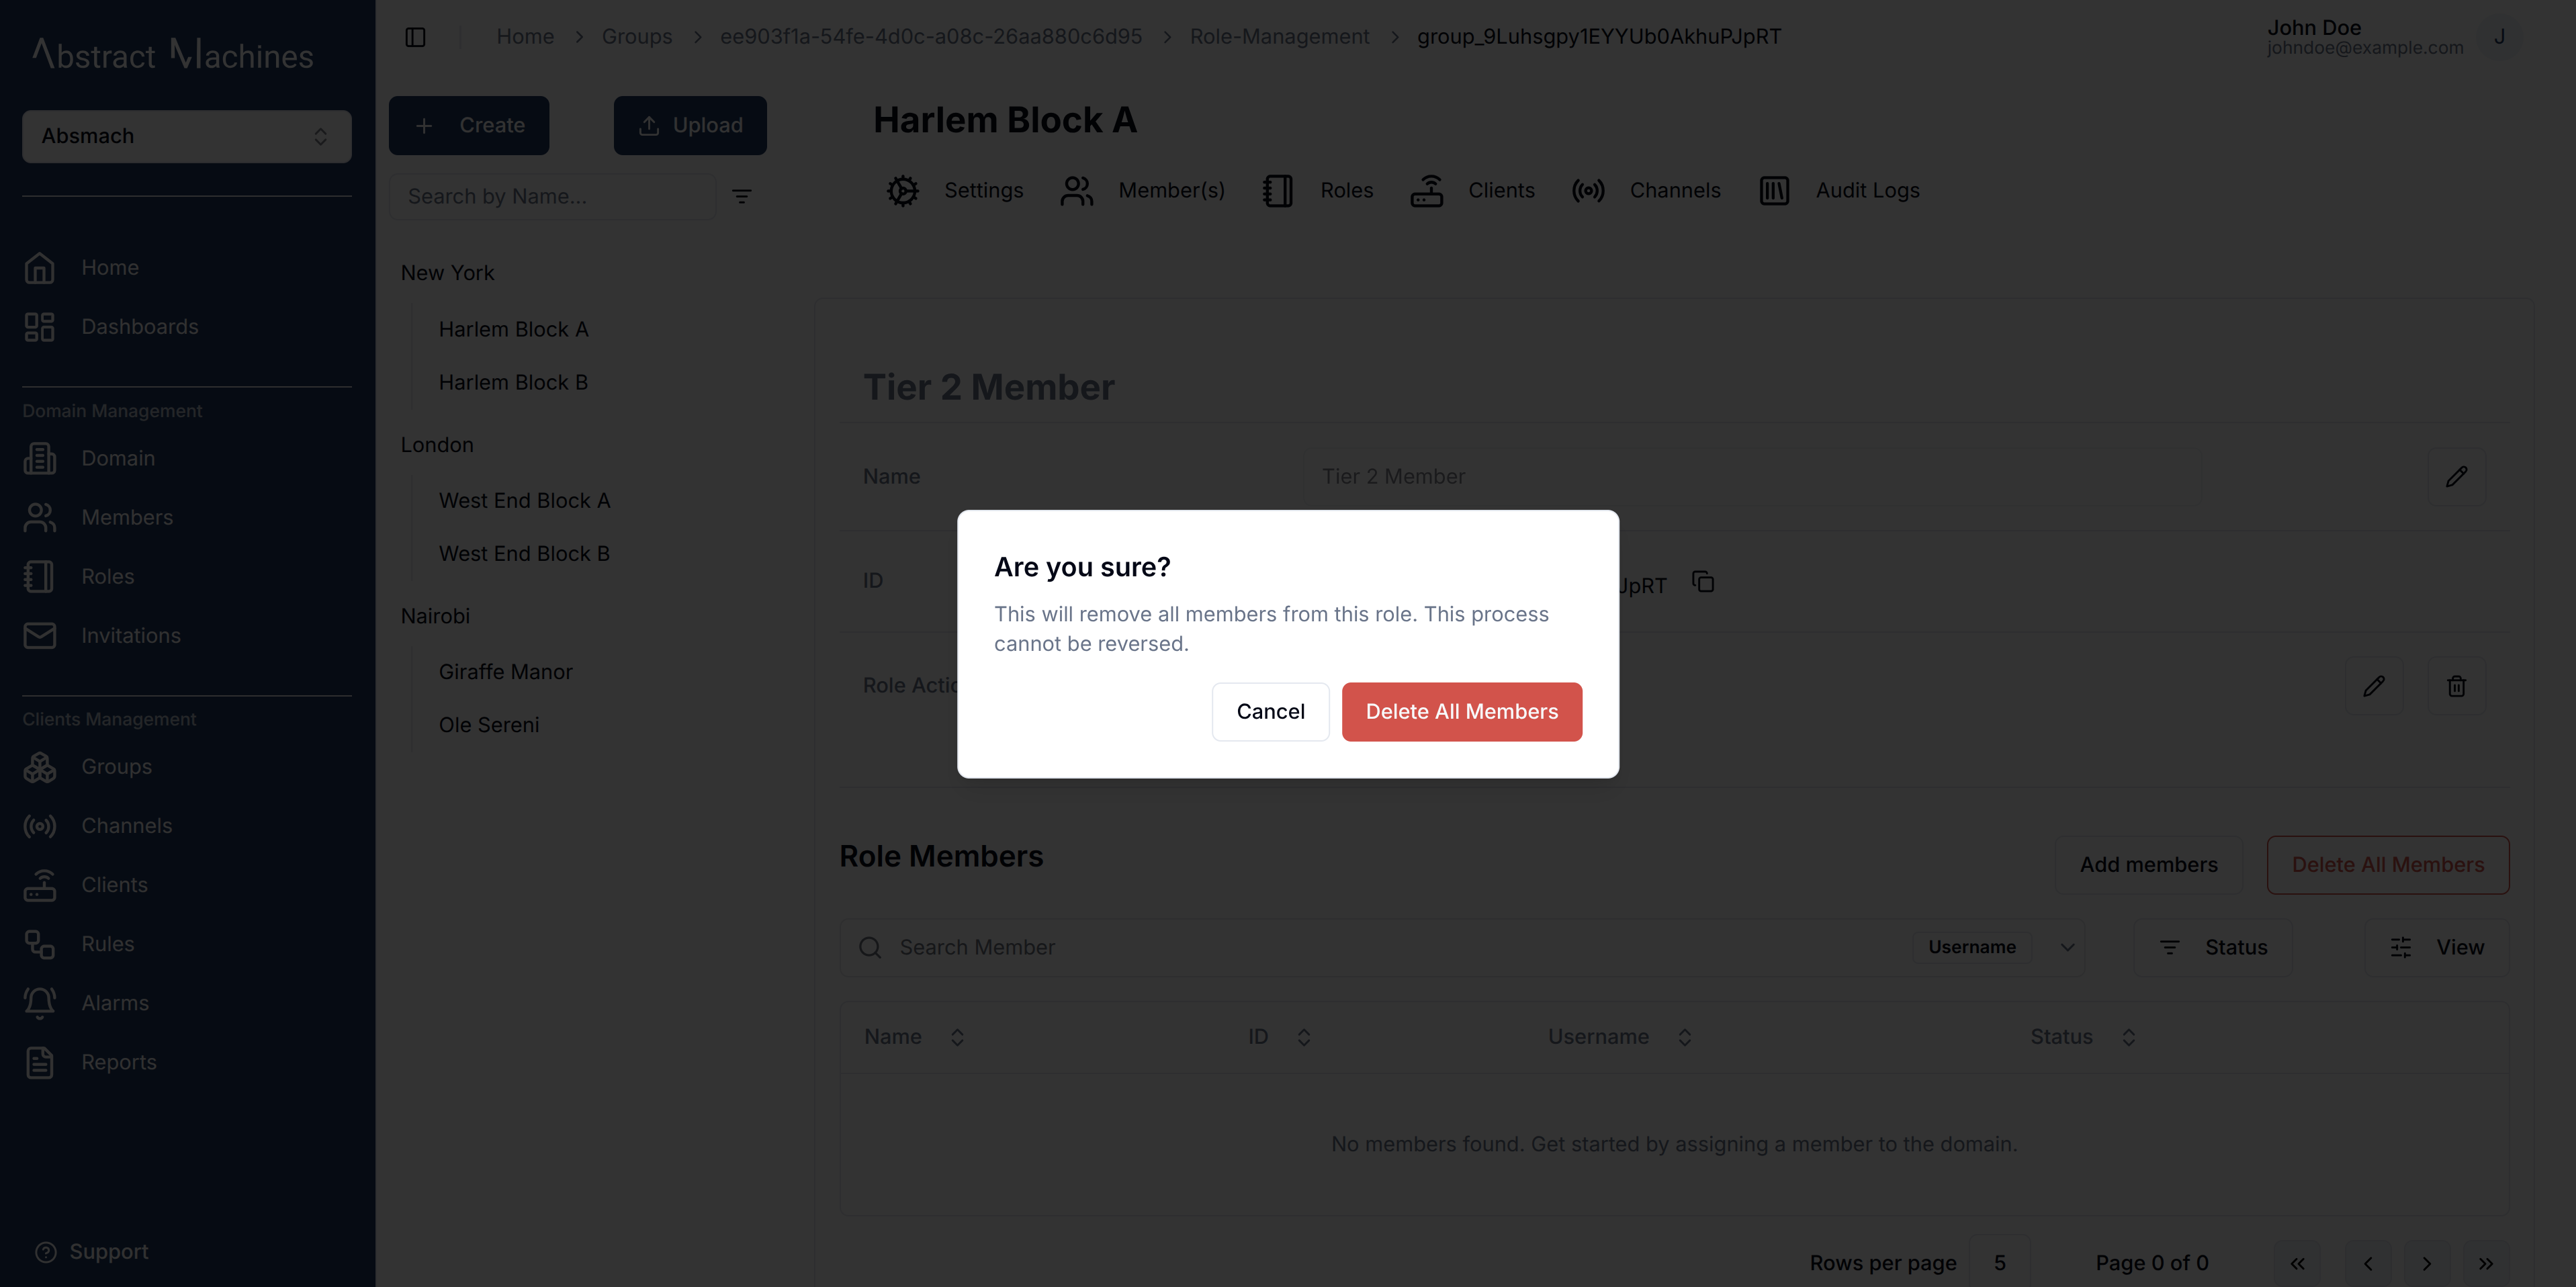 Abstract Machines
Absmach
Home
Dashboards
Domain Management
Domain
Members
Roles
Invitations
Clients Management
Groups
Channels
Clients
Rules
Alarms
Reports
Support
Home > Groups > ee903f1a-54fe-4d0c-a08c-26aa880c6d95 > Role-Management > group_9Luhsgpy1EYYUb0AkhuPJpRT
John Doe
johndoe@example.com
J
Create Upload
Search by Name...
New York
Harlem Block A
Harlem Block B
London
West End Block A
West End Block B
Nairobi
Giraffe Manor
Ole Sereni
Harlem Block A
Settings Member(s) Roles Clients Channels Audit Logs
Tier 2 Member
Name Tier 2 Member
ID JpRT
Role Actio
Are you sure?
This will remove all members from this role. This process
cannot be reversed.
Cancel Delete All Members
Role Members
Add members Delete All Members
Search Member Username Status View
Name ID Username Status
No members found. Get started by assigning a member to the domain.
Rows per page 5 Page 0 of 0